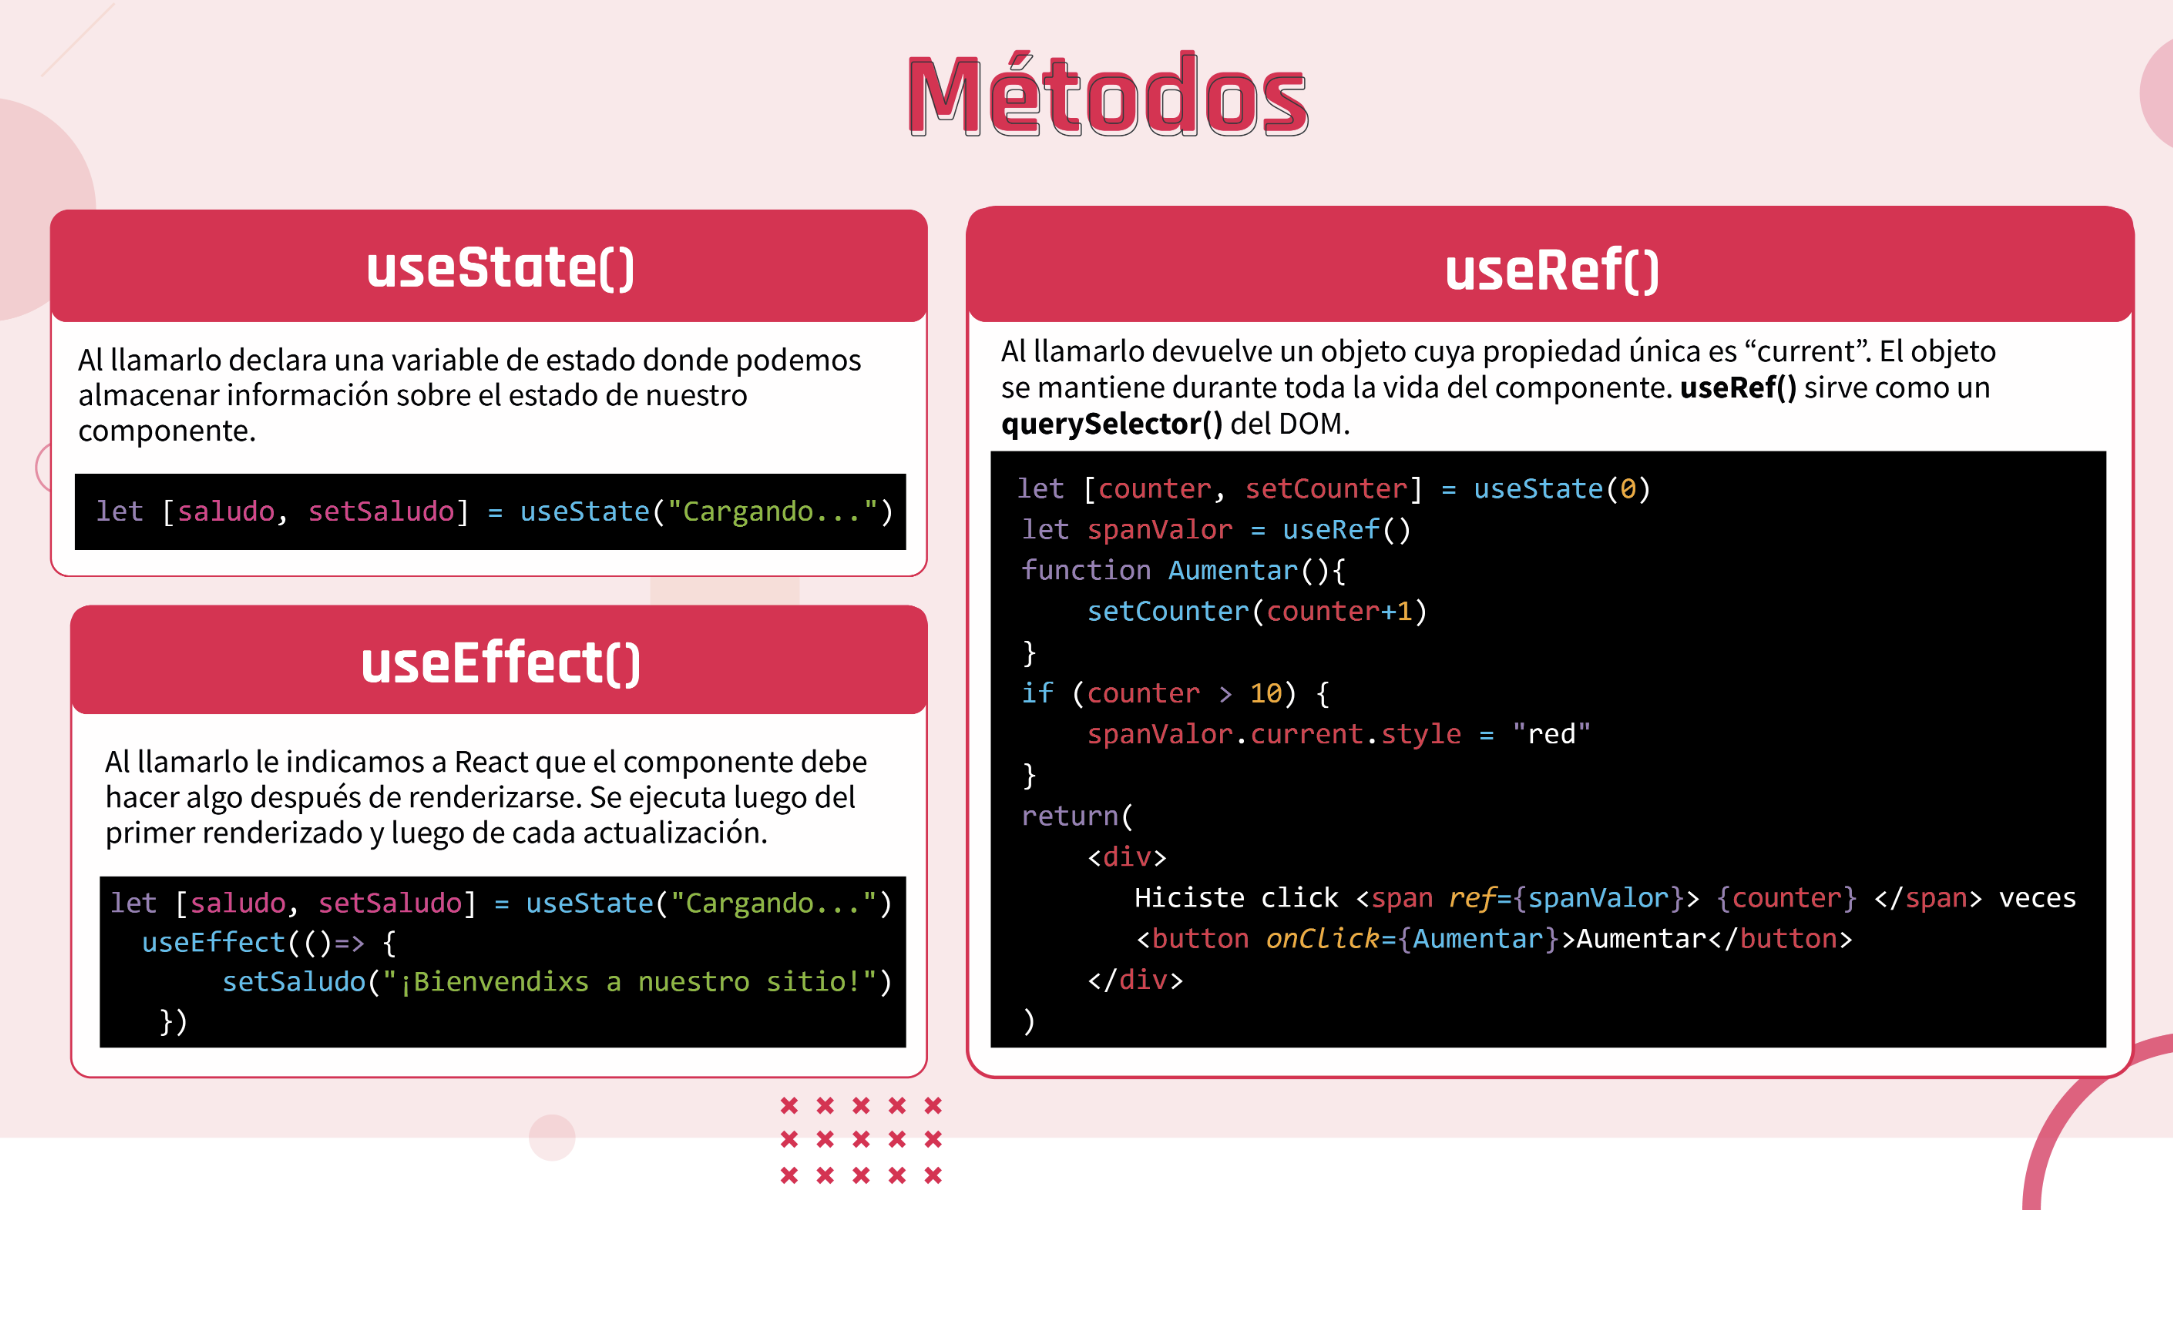 Métodos
useState()
Al llamarlo declara una variable de estado donde podemos
almacenar información sobre el estado de nuestro
componente.
let [saludo, setSaludo] = useState("Cargando...")
useEffect()
Al llamarlo le indicamos a React que el componente debe
hacer algo después de renderizarse. Se ejecuta luego del
primer renderizado y luego de cada actualización.
let [saludo, setSaludo] = useState("Cargando...")
useEffect(()=> {
setSaludo("¡Bienvendixs a nuestro sitio!")
})
useRef()
Al llamarlo devuelve un objeto cuya propiedad única es “current”. El objeto
se mantiene durante toda la vida del componente. useRef() sirve como un
querySelector() del DOM.
let [counter, setCounter] = useState(0)
let spanValor = useRef()
function Aumentar(){
setCounter(counter+1)
}
if (counter > 10) {
spanValor.current.style = "red"
}
return(
<div>
Hiciste click <span ref={spanValor}> {counter} </span> veces
<button onClick={Aumentar}>Aumentar</button>
</div>
)